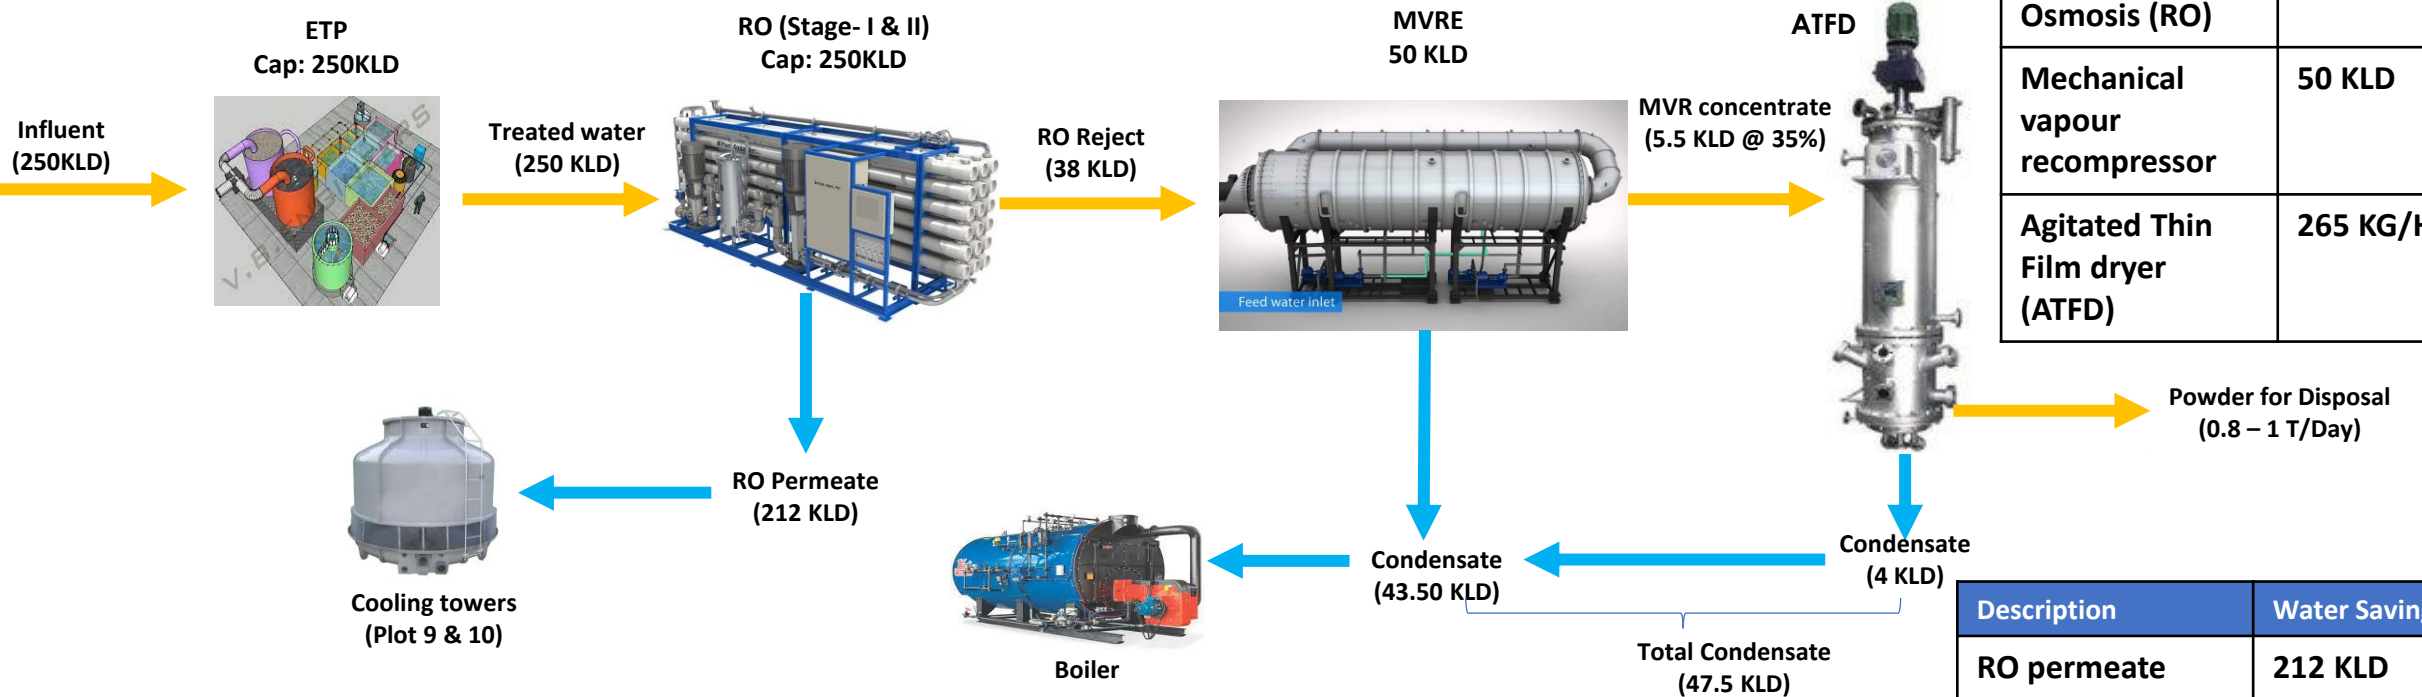 ETP
Cap: 250KLD
RO (Stage- I & II)
Cap: 250KLD
MVRE
50 KLD
ATFD
Osmosis (RO)
Mechanical
vapour
recompressor
50 KLD
Agitated Thin
Film dryer
(ATFD)
265 KG/H
Influent
(250KLD)
Treated water
(250 KLD)
RO Reject
(38 KLD)
MVR concentrate
(5.5 KLD @ 35%)
Feed water inlet
Powder for Disposal
(0.8 – 1 T/Day)
RO Permeate
(212 KLD)
Cooling towers
(Plot 9 & 10)
Boiler
Condensate
(43.50 KLD)
Condensate
(4 KLD)
Total Condensate
(47.5 KLD)
Description
Water Savin
RO permeate
212 KLD